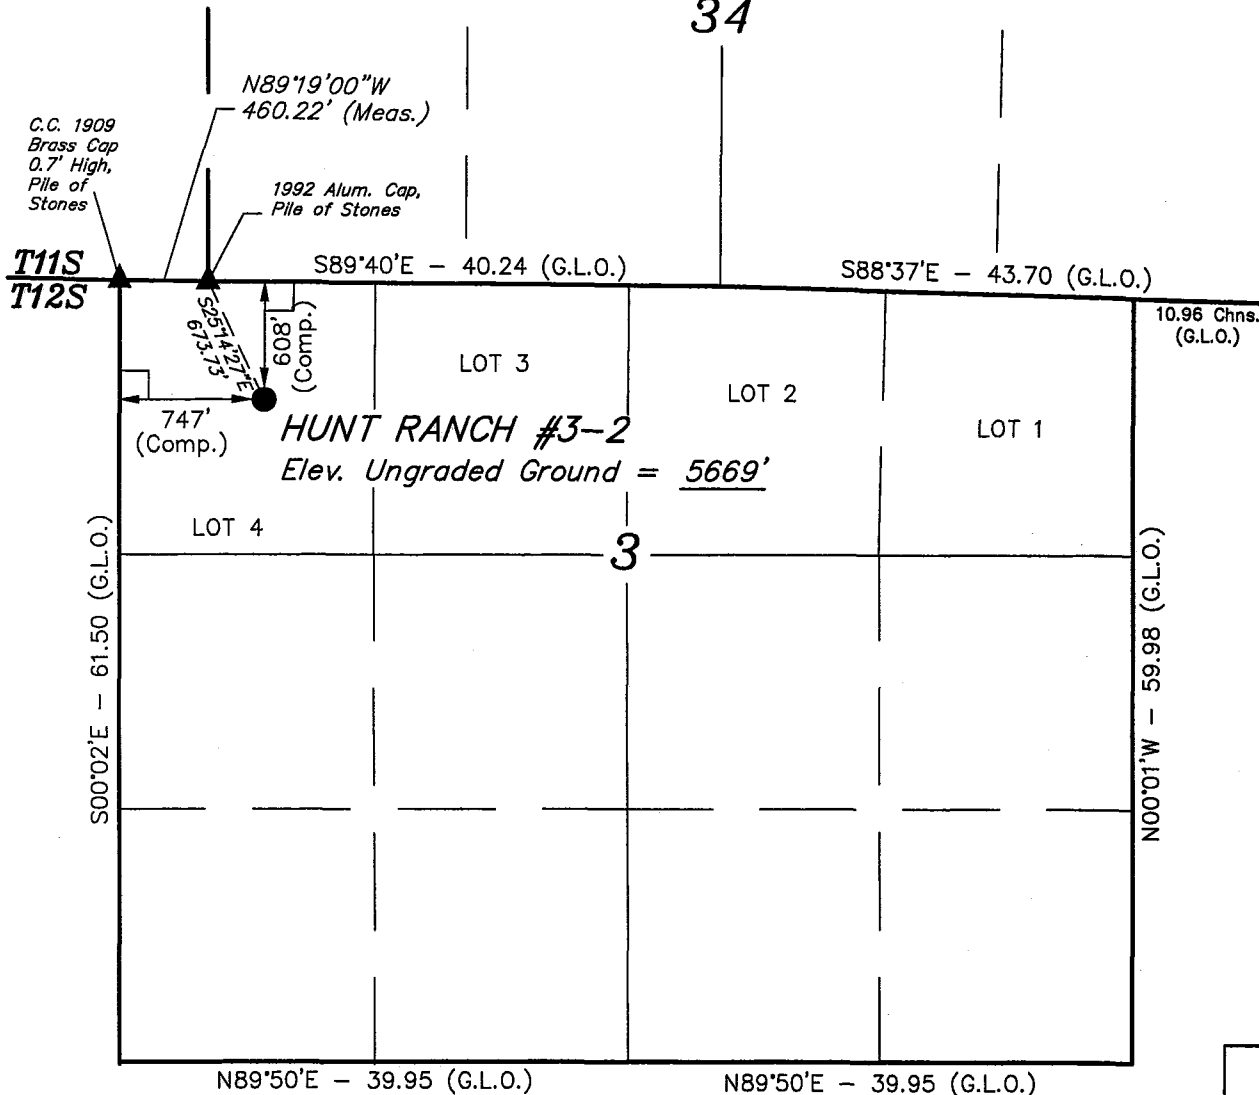 34
N89°19'00"W
460.22' (Meas.)
C.C. 1909
Brass Cap
0.7' High,
Pile of
Stones
1992 Alum. Cap,
Pile of Stones
T11S
T12S
S89°40'E - 40.24 (G.L.O.)
S88°37'E - 43.70 (G.L.O.)
10.96 Chns.
(G.L.O.)
S25°14'27"E
673.73'
608'
(Comp.)
LOT 3
LOT 2
LOT 1
747'
(Comp.)
HUNT RANCH #3-2
Elev. Ungraded Ground = 5669'
LOT 4
3
S00°02'E - 61.50 (G.L.O.)
N00°01'W - 59.98 (G.L.O.)
N89°50'E - 39.95 (G.L.O.)
N89°50'E - 39.95 (G.L.O.)